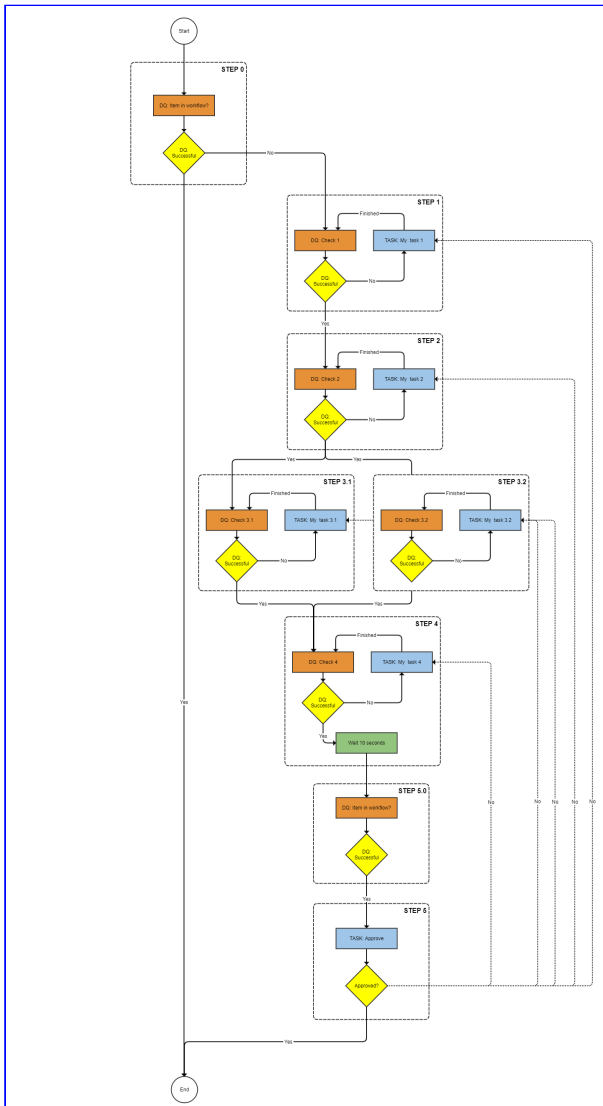 Start
STEP 0
DQ: Item in workflow?
DQ:
Successful
No
STEP 1
Finished
DQ: Check 1
TASK: My task 1
DQ:
Successful
No
Yes
STEP 2
Finished
DQ: Check 2
TASK: My task 2
DQ:
Successful
No
Yes
Yes
STEP 3.1
STEP 3.2
Finished
Finished
DQ: Check 3.1
TASK: My task 3.1
DQ: Check 3.2
TASK: My task 3.2
DQ:
Successful
No
DQ:
Successful
No
Yes
Yes
STEP 4
Finished
DQ: Check 4
TASK: My task 4
DQ:
Successful
No
Yes
Yes
Wait 10 seconds
STEP 5.0
DQ: Item in workflow?
No
No
No
No
No
DQ:
Successful
Yes
STEP 5
TASK: Approve
Approved?
Yes
End